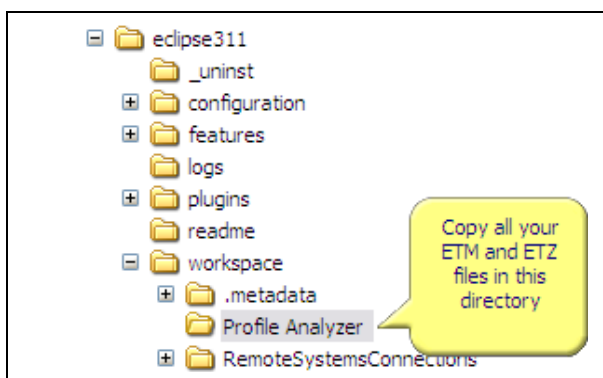 eclipse311
_uninst
configuration
features
logs
plugins
readme
workspace
.metadata
Profile Analyzer
RemoteSystemsConnections
Copy all your
ETM and ETZ
files in this
directory